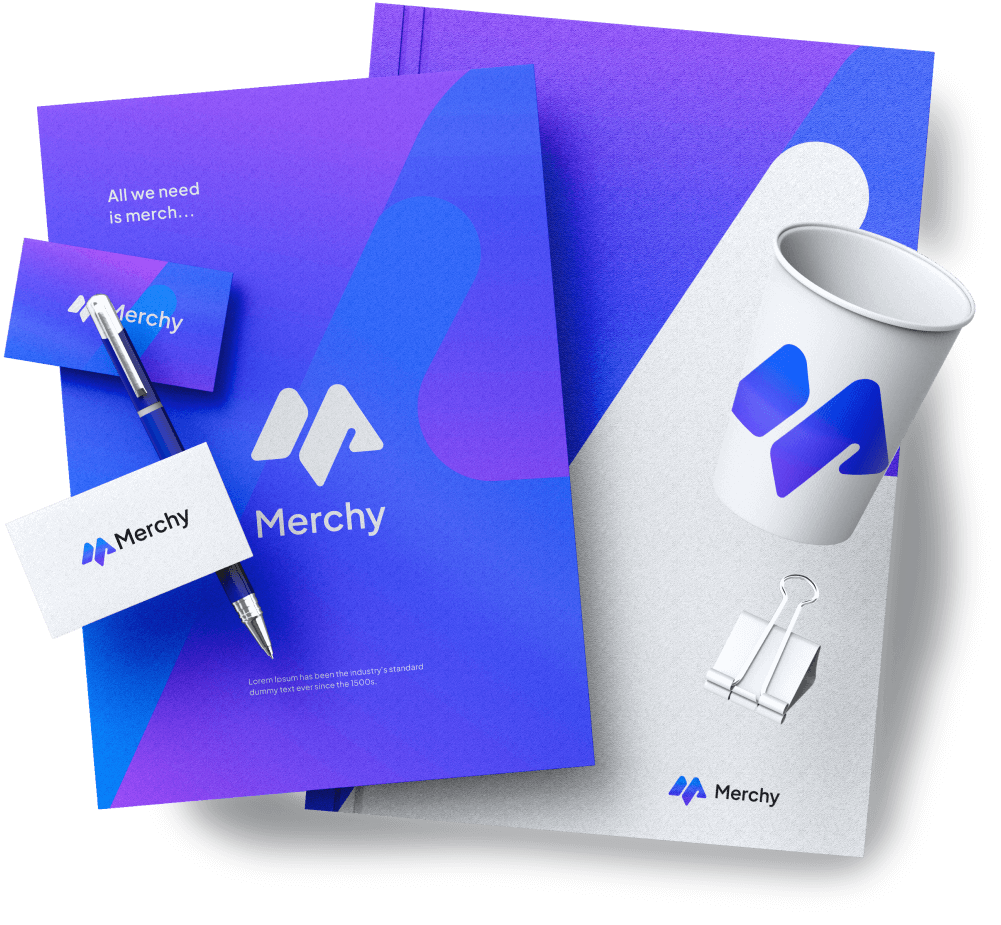 All we need
is merch...
Merchy
Merchy
Merchy
Lorem Ipsum has been the industry's standard
dummy text ever since the 1500s.
Merchy